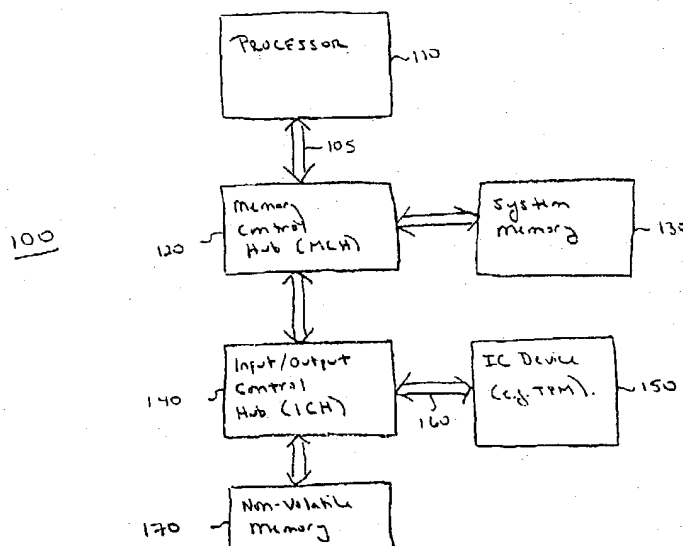 PROCESSOR
110
105
Memory
Control
Hub (MCH)
120
System
Memory
130
100
Input/Output
Control
Hub (ICH)
140
IC Device
(e.g. TPM).
150
160
Non-Volatile
Memory
170